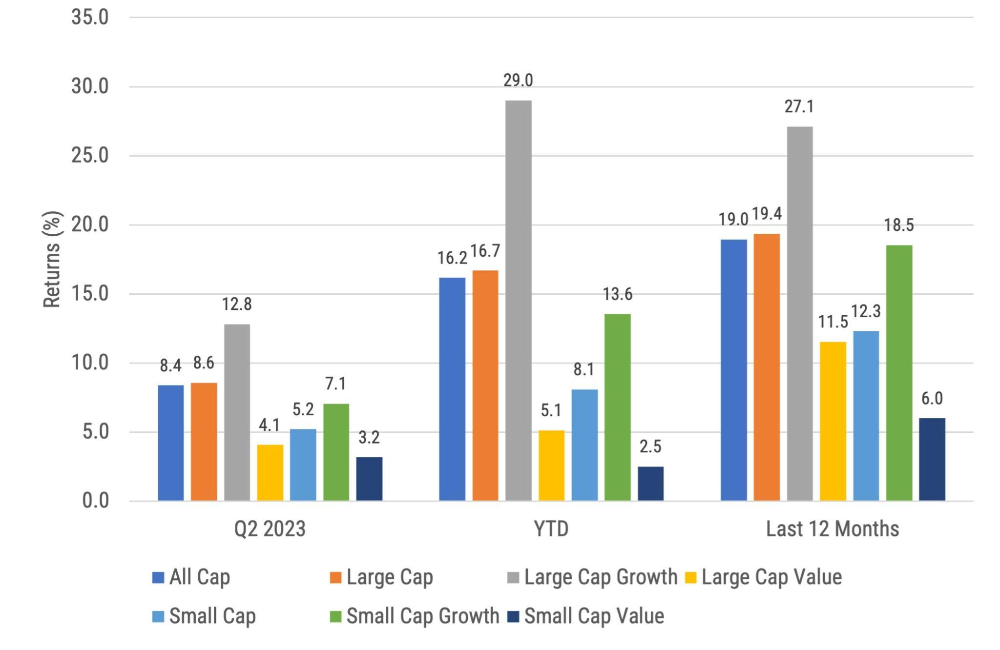 35.0
30.0
25.0
20.0
15.0
10.0
5.0
0.0
Returns (%)
8.4 8.6 12.8 4.1 5.2 7.1 3.2
16.2 16.7 29.0 5.1 8.1 13.6 2.5
19.0 19.4 27.1 11.5 12.3 18.5 6.0
Q2 2023 YTD Last 12 Months
All Cap Large Cap Large Cap Growth Large Cap Value
Small Cap Small Cap Growth Small Cap Value